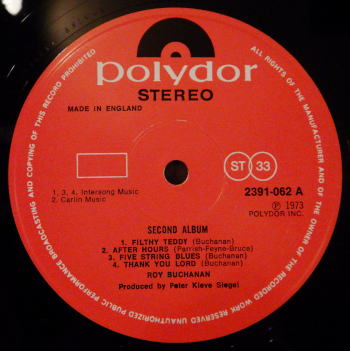 polydor
STEREO
MADE IN ENGLAND
ST 33
1, 3, 4. Intersong Music
2. Carlin Music
2391-062 A
℗ 1973
POLYDOR INC.
SECOND ALBUM
1. FILTHY TEDDY (Buchanan)
2. AFTER HOURS (Parrish-Feyne-Bruce)
3. FIVE STRING BLUES (Buchanan)
4. THANK YOU LORD (Buchanan)
ROY BUCHANAN
Produced by Peter Kieve Siegel
ALL RIGHTS OF THE MANUFACTURER AND OF THE OWNER OF THE RECORDED WORK RESERVED UNAUTHORIZED PUBLIC PERFORMANCE BROADCASTING AND COPYING OF THIS RECORD PROHIBITED